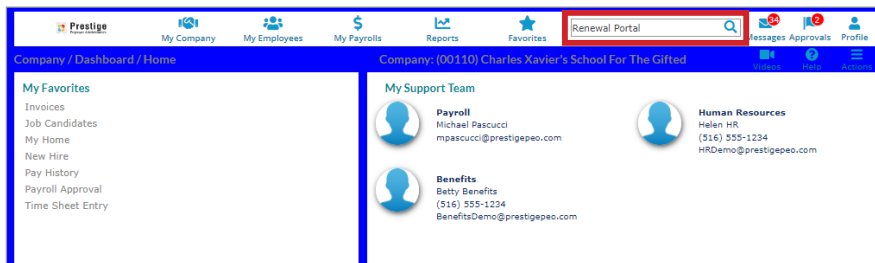 Prestige
My Company
My Employees
My Payrolls
Reports
Favorites
Renewal Portal
34
Messages
2
Approvals
Profile
Company / Dashboard / Home
Company: (00110) Charles Xavier's School For The Gifted
Videos
Help
Actions
My Favorites
Invoices
Job Candidates
My Home
New Hire
Pay History
Payroll Approval
Time Sheet Entry
My Support Team
Payroll
Michael Pascucci
mpascucci@prestigepeo.com
Human Resources
Helen HR
(516) 555-1234
HRDemo@prestigepeo.com
Benefits
Betty Benefits
(516) 555-1234
BenefitsDemo@prestigepeo.com